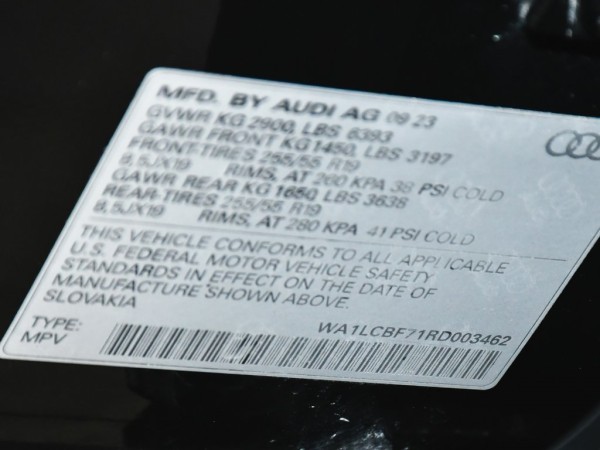 MFD. BY AUDI AG 09 23
GVWR KG 2900, LBS 6393
GAWR FRONT KG1450, LBS 3197
FRONT-TIRES 255/55 R19
8,5JX19 RIMS, AT 260 KPA 38 PSI COLD
GAWR REAR KG 1650 LBS 3638
REAR-TIRES 255/55 R19
8,5JX19 RIMS, AT 280 KPA 41 PSI COLD
THIS VEHICLE CONFORMS TO ALL APPLICABLE
U.S. FEDERAL MOTOR VEHICLE SAFETY
STANDARDS IN EFFECT ON THE DATE OF
MANUFACTURE SHOWN ABOVE.
SLOVAKIA
WA1LCBF71RD003462
TYPE:
MPV